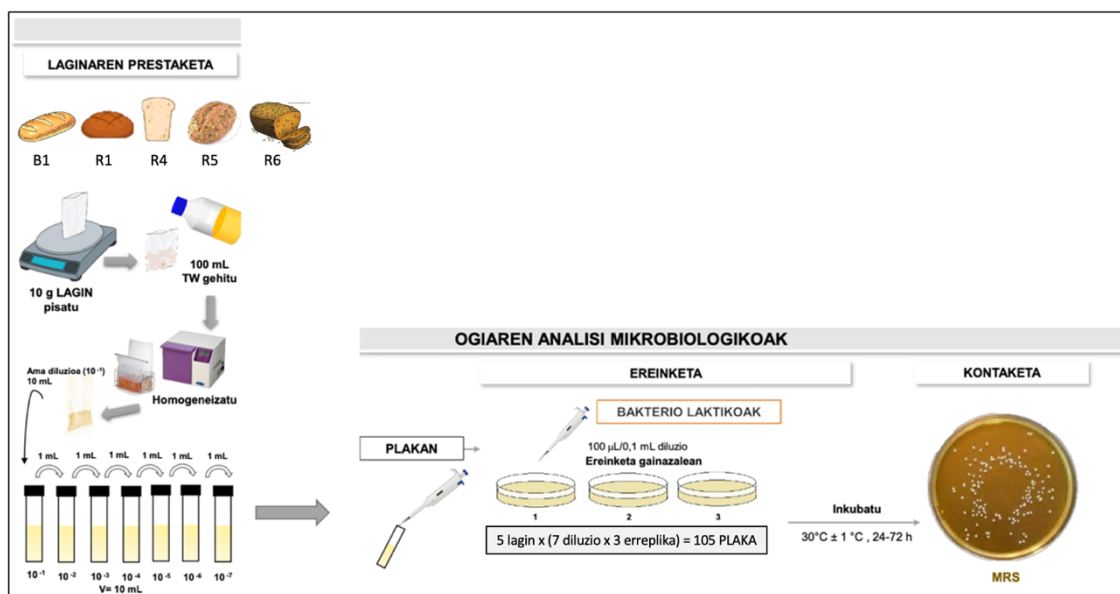 LAGINAREN PRESTAKETA
B1 R1 R4 R5 R6
100 mL
TW gehitu
10 g LAGIN
pisatu
Ama diluzioa (10⁻¹)
10 mL
Homogeneizatu
1 mL 1 mL 1 mL 1 mL 1 mL 1 mL
10⁻¹ 10⁻² 10⁻³ 10⁻⁴ 10⁻⁵ 10⁻⁶ 10⁻⁷
V= 10 mL
OGIAREN ANALISI MIKROBIOLOGIKOAK
EREINKETA
KONTAKETA
BAKTERIO LAKTIKOAK
PLAKAN
100 µL/0,1 mL diluzio
Ereinketa gainazalean
1 2 3
5 lagin x (7 diluzio x 3 erreplika) = 105 PLAKA
Inkubatu
30°C ± 1 °C , 24-72 h
MRS